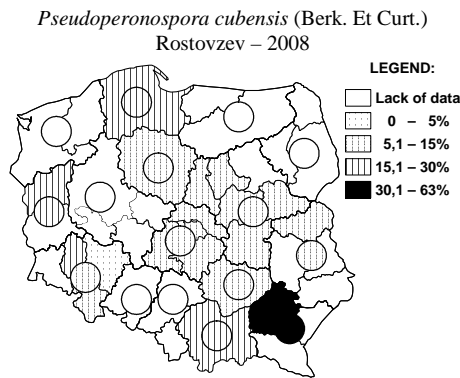 Pseudoperonospora cubensis (Berk. Et Curt.)
Rostovzev – 2008
LEGEND:
Lack of data
0 – 5%
5,1 – 15%
15,1 – 30%
30,1 – 63%